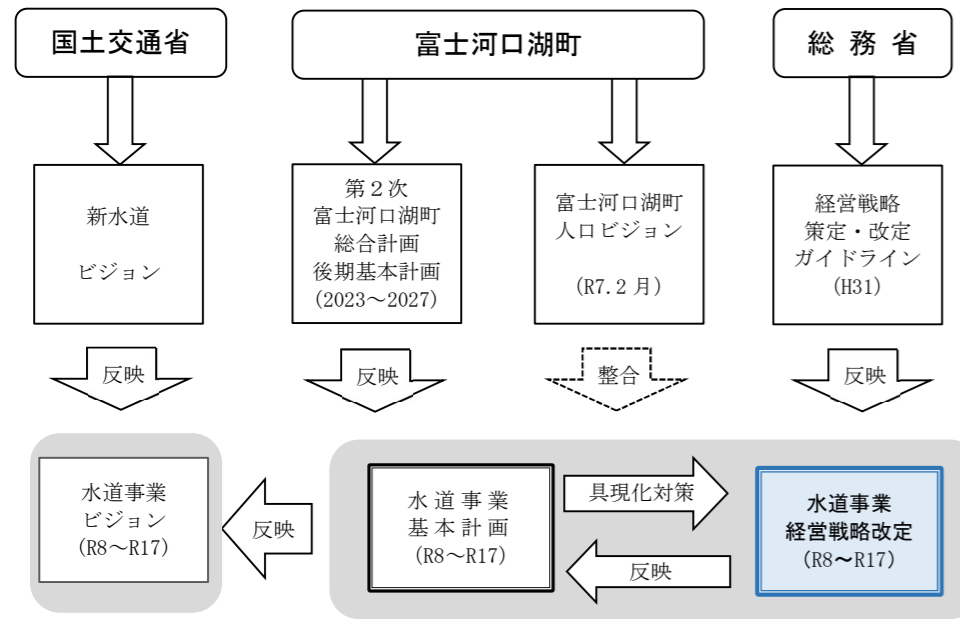 国土交通省
富士河口湖町
総 務 省
新水道
ビジョン
第２次
富士河口湖町
総合計画
後期基本計画
(2023～2027)
富士河口湖町
人口ビジョン
(R7.2 月)
経営戦略
策定・改定
ガイドライン
(H31)
反映
反映
整合
反映
水道事業
ビジョン
(R8～R17)
反映
水 道 事 業
基 本 計 画
(R8～R17)
具現化対策
反映
水道事業
経営戦略改定
(R8～R17)